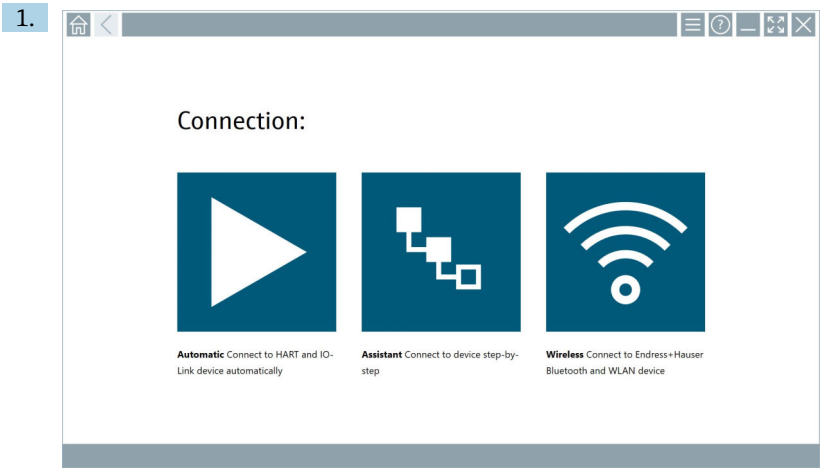 1.
?
Connection:
Automatic Connect to HART and IO-
Link device automatically
Assistant Connect to device step-by-
step
Wireless Connect to Endress+Hauser
Bluetooth and WLAN device